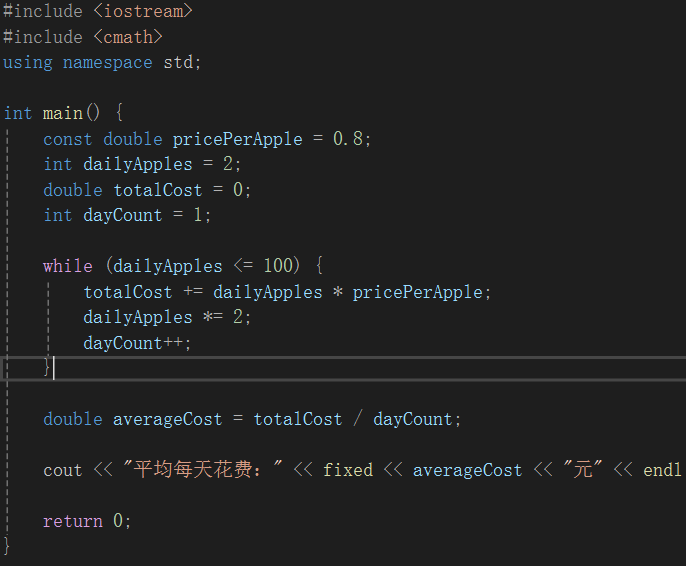 #include <iostream>
#include <cmath>
using namespace std;
int main() {
const double pricePerApple = 0.8;
int dailyApples = 2;
double totalCost = 0;
int dayCount = 1;
while (dailyApples <= 100) {
totalCost += dailyApples * pricePerApple;
dailyApples *= 2;
dayCount++;
}
double averageCost = totalCost / dayCount;
cout << "平均每天花费：" << fixed << averageCost << "元" << endl
return 0;
}